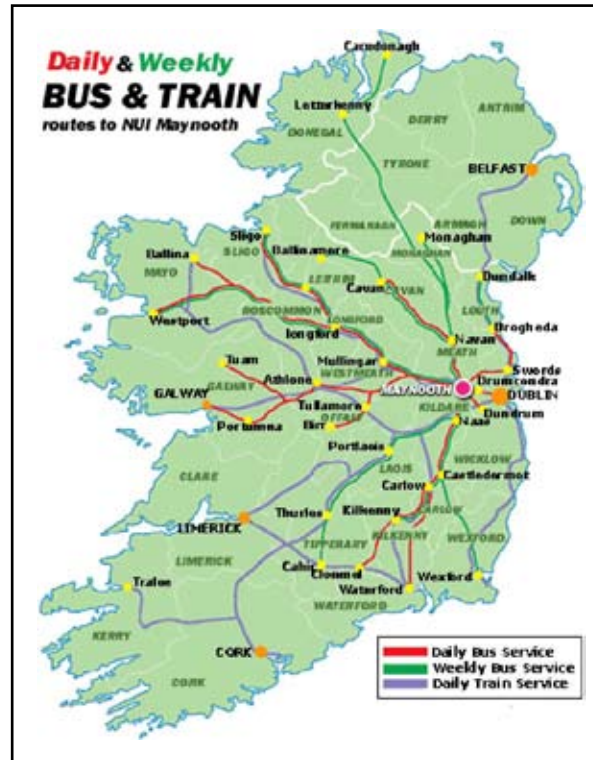 Daily & Weekly
BUS & TRAIN
routes to NUI Maynooth
Carndonagh
Letterkenny
DONEGAL
DERRY
ANTRIM
TYRONE
BELFAST
FERMANAGH
ARMAGH
DOWN
Monaghan
MONAGHAN
Sligo
SLIGO
Ballina
MAYO
Ballinamore
LEITRIM
Cavan
CAVAN
Dundalk
LOUTH
ROSCOMMON
Westport
LONGFORD
longford
Drogheda
Navan
MEATH
Mullingar
WESTMEATH
Tuam
Swords
Drumcondra
MAYNOOTH
DUBLIN
GALWAY
Athlone
GALWAY
Tullamore
OFFALY
KILDARE
Dundrum
Naas
Portumna
Birr
Portlaois
LAOIS
WICKLOW
Castledermot
CLARE
Carlow
CARLOW
Thurles
Kilkenny
KILKENNY
LIMERICK
TIPPERARY
WEXFORD
LIMERICK
Cahir
Clonmel
Waterford
Wexford
Tralee
WATERFORD
KERRY
CORK
CORK
Daily Bus Service
Weekly Bus Service
Daily Train Service